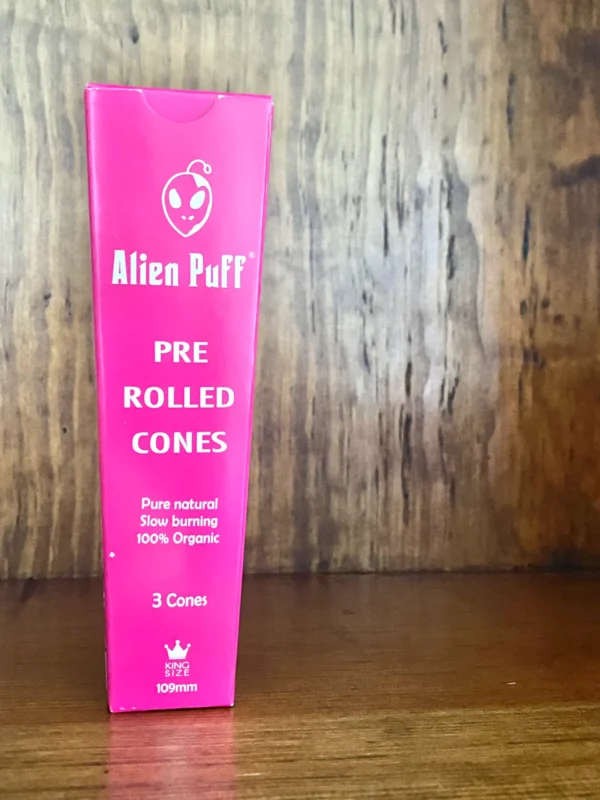 Alien Puff®
PRE
ROLLED
CONES
Pure natural
Slow burning
100% Organic
3 Cones
KING
SIZE
109mm